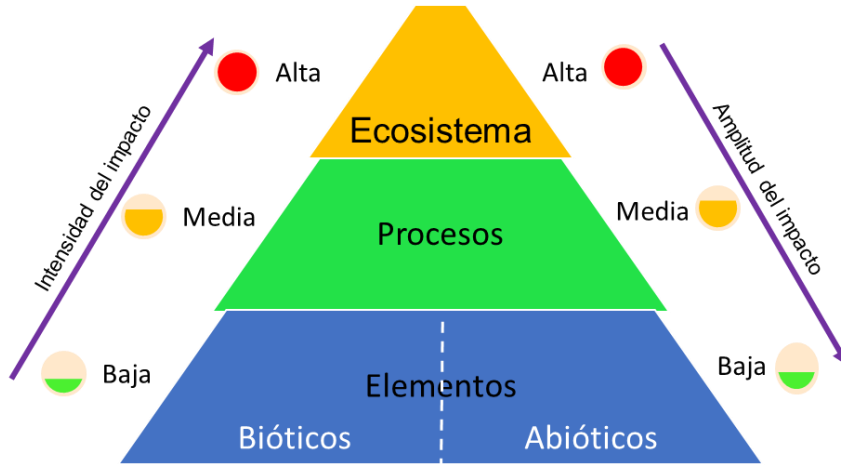 Alta
Alta
Intensidad del impacto
Amplitud del impacto
Ecosistema
Media
Media
Procesos
Baja
Baja
Elementos
Bióticos
Abióticos